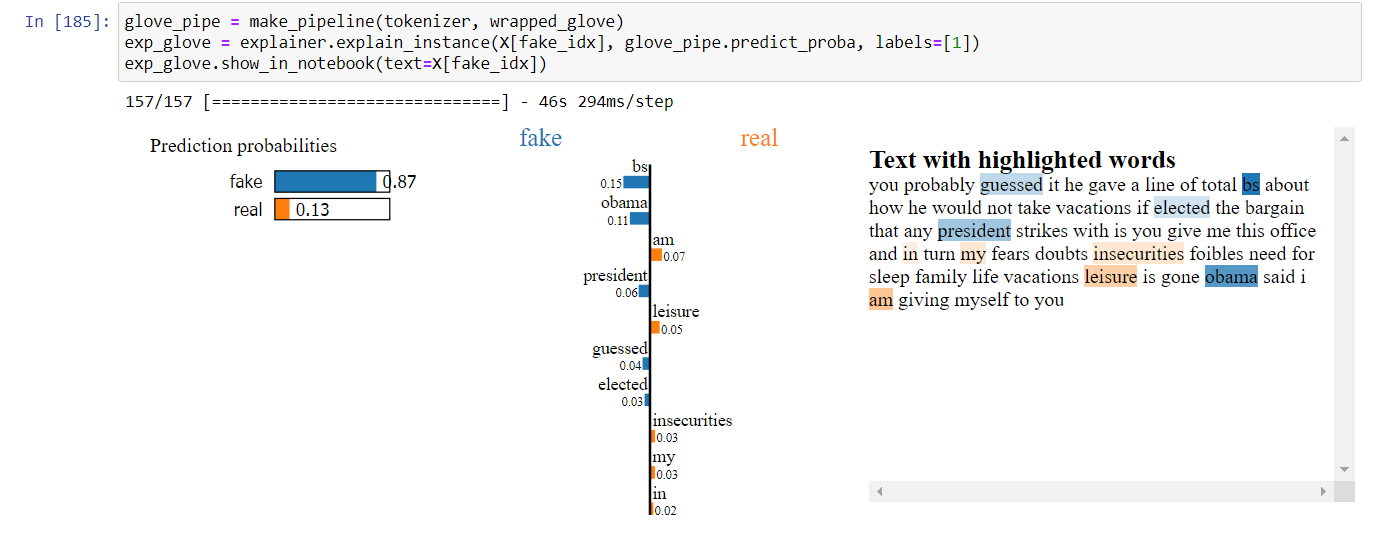 In [185]: glove_pipe = make_pipeline(tokenizer, wrapped_glove)
exp_glove = explainer.explain_instance(X[fake_idx], glove_pipe.predict_proba, labels=[1])
exp_glove.show_in_notebook(text=X[fake_idx])
157/157 [==============================] - 46s 294ms/step
Prediction probabilities
fake 0.87
real 0.13
fake real
bs
0.15
obama
0.11
am
0.07
president
0.06
leisure
0.05
guessed
0.04
elected
0.03
insecurities
0.03
my
0.03
in
0.02
Text with highlighted words
you probably guessed it he gave a line of total bs about
how he would not take vacations if elected the bargain
that any president strikes with is you give me this office
and in turn my fears doubts insecurities foibles need for
sleep family life vacations leisure is gone obama said i
am giving myself to you